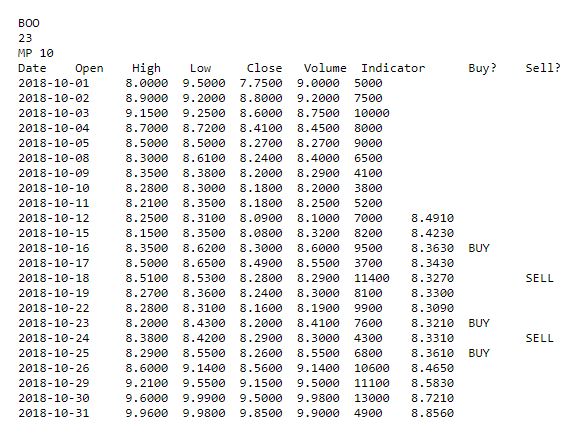 BOO
23
MP 10
Date Open High Low Close Volume Indicator Buy? Sell?
2018-10-01 8.0000 9.5000 7.7500 9.0000 5000
2018-10-02 8.9000 9.2000 8.8000 9.2000 7500
2018-10-03 9.1500 9.2500 8.6000 8.7500 10000
2018-10-04 8.7000 8.7200 8.4100 8.4500 8000
2018-10-05 8.5000 8.5000 8.2700 8.2700 9000
2018-10-08 8.3000 8.6100 8.2400 8.4000 6500
2018-10-09 8.3500 8.3800 8.2000 8.2900 4100
2018-10-10 8.2800 8.3000 8.1800 8.2000 3800
2018-10-11 8.2100 8.3500 8.1800 8.2500 5200
2018-10-12 8.2500 8.3100 8.0900 8.1000 7000 8.4910
2018-10-15 8.1500 8.3500 8.0800 8.3200 8200 8.4230
2018-10-16 8.3500 8.6200 8.3000 8.6000 9500 8.3630 BUY
2018-10-17 8.5000 8.6500 8.4900 8.5500 3700 8.3430
2018-10-18 8.5100 8.5300 8.2800 8.2900 11400 8.3270 SELL
2018-10-19 8.2700 8.3600 8.2400 8.3000 8100 8.3300
2018-10-22 8.2800 8.3100 8.1600 8.1900 9900 8.3090
2018-10-23 8.2000 8.4300 8.2000 8.4100 7600 8.3210 BUY
2018-10-24 8.3800 8.4200 8.2900 8.3000 4300 8.3310 SELL
2018-10-25 8.2900 8.5500 8.2600 8.5500 6800 8.3610 BUY
2018-10-26 8.6000 9.1400 8.5600 9.1400 10600 8.4650
2018-10-29 9.2100 9.5500 9.1500 9.5000 11100 8.5830
2018-10-30 9.6000 9.9900 9.5000 9.9800 13000 8.7210
2018-10-31 9.9600 9.9800 9.8500 9.9000 4900 8.8560